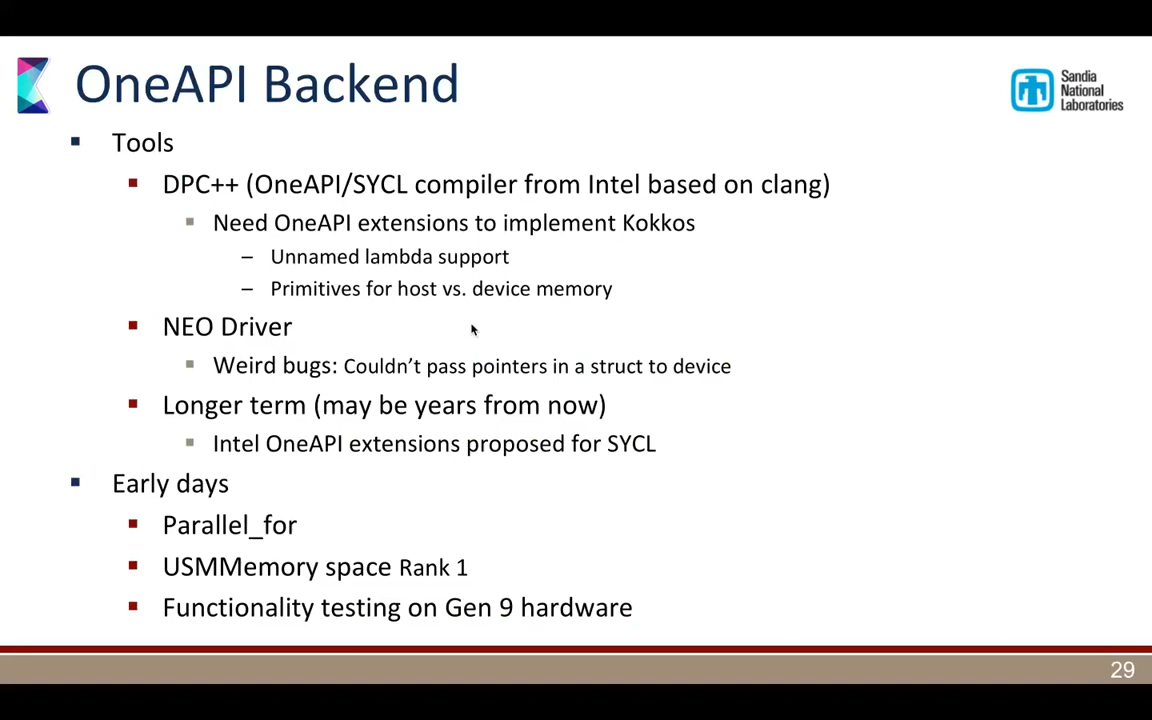 OneAPI Backend
Sandia
National
Laboratories
Tools
DPC++ (OneAPI/SYCL compiler from Intel based on clang)
Need OneAPI extensions to implement Kokkos
– Unnamed lambda support
– Primitives for host vs. device memory
NEO Driver
Weird bugs: Couldn’t pass pointers in a struct to device
Longer term (may be years from now)
Intel OneAPI extensions proposed for SYCL
Early days
Parallel_for
USMMemory space Rank 1
Functionality testing on Gen 9 hardware
29